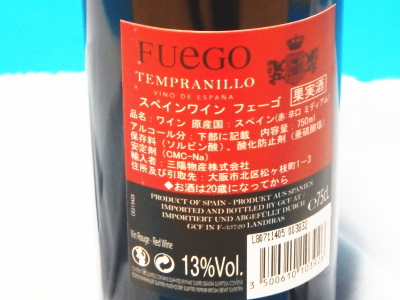 FUEGO
TEMPRANILLO
VINO DE ESPAÑA
果実酒
スペインワイン フェーゴ
品名：ワイン 原産国：スペイン(赤 辛口 ミディアム)
アルコール分：下部に記載 内容量：750ml
保存料(ソルビン酸)、酸化防止剤(亜硫酸塩)
安定剤(CMC-Na)
輸入者：三陽物産株式会社
住所及び引取先：大阪市北区松ヶ枝町1-3
◆お酒は20歳になってから
PRODUCT OF SPAIN - PRODUKT AUS SPANIEN
IMPORTED AND BOTTLED BY GCF AT
IMPORTIERT UND ABGEFÜLLT DURCH
GCF IN F-33720 LANDIRAS
℮75cl
Vin Rouge - Red Wine
13%Vol.
LB0711405 003832